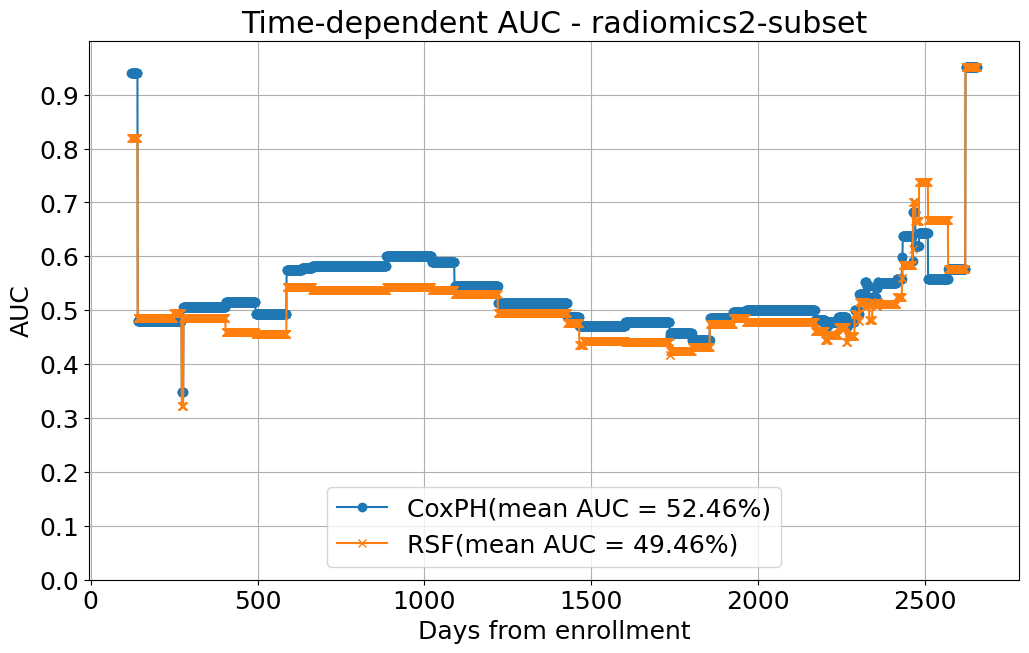 Time-dependent AUC - radiomics2-subset
AUC
0.9
0.8
0.7
0.6
0.5
0.4
0.3
0.2
0.1
0.0
CoxPH(mean AUC = 52.46%)
RSF(mean AUC = 49.46%)
0 500 1000 1500 2000 2500
Days from enrollment